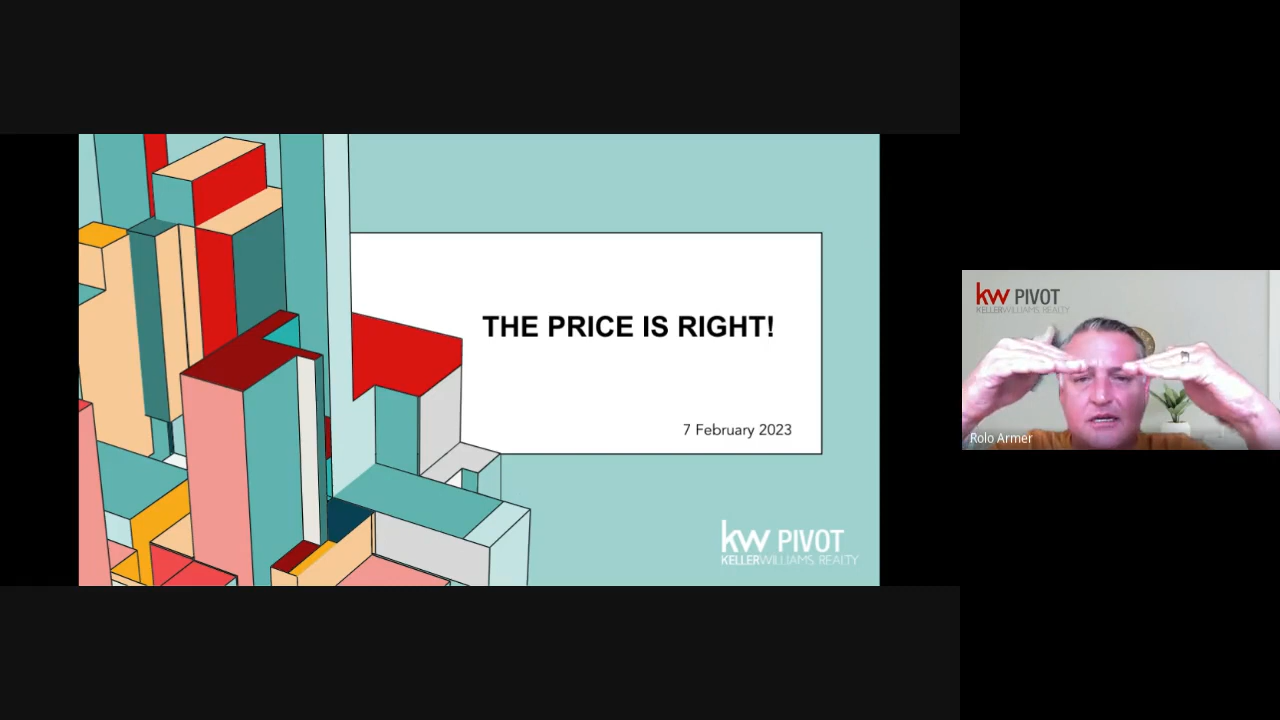 THE PRICE IS RIGHT!
7 February 2023
kw PIVOT
KELLERWILLIAMS. REALTY
kw PIVOT
KELLERWILLIAMS. REALTY
Rolo Armer